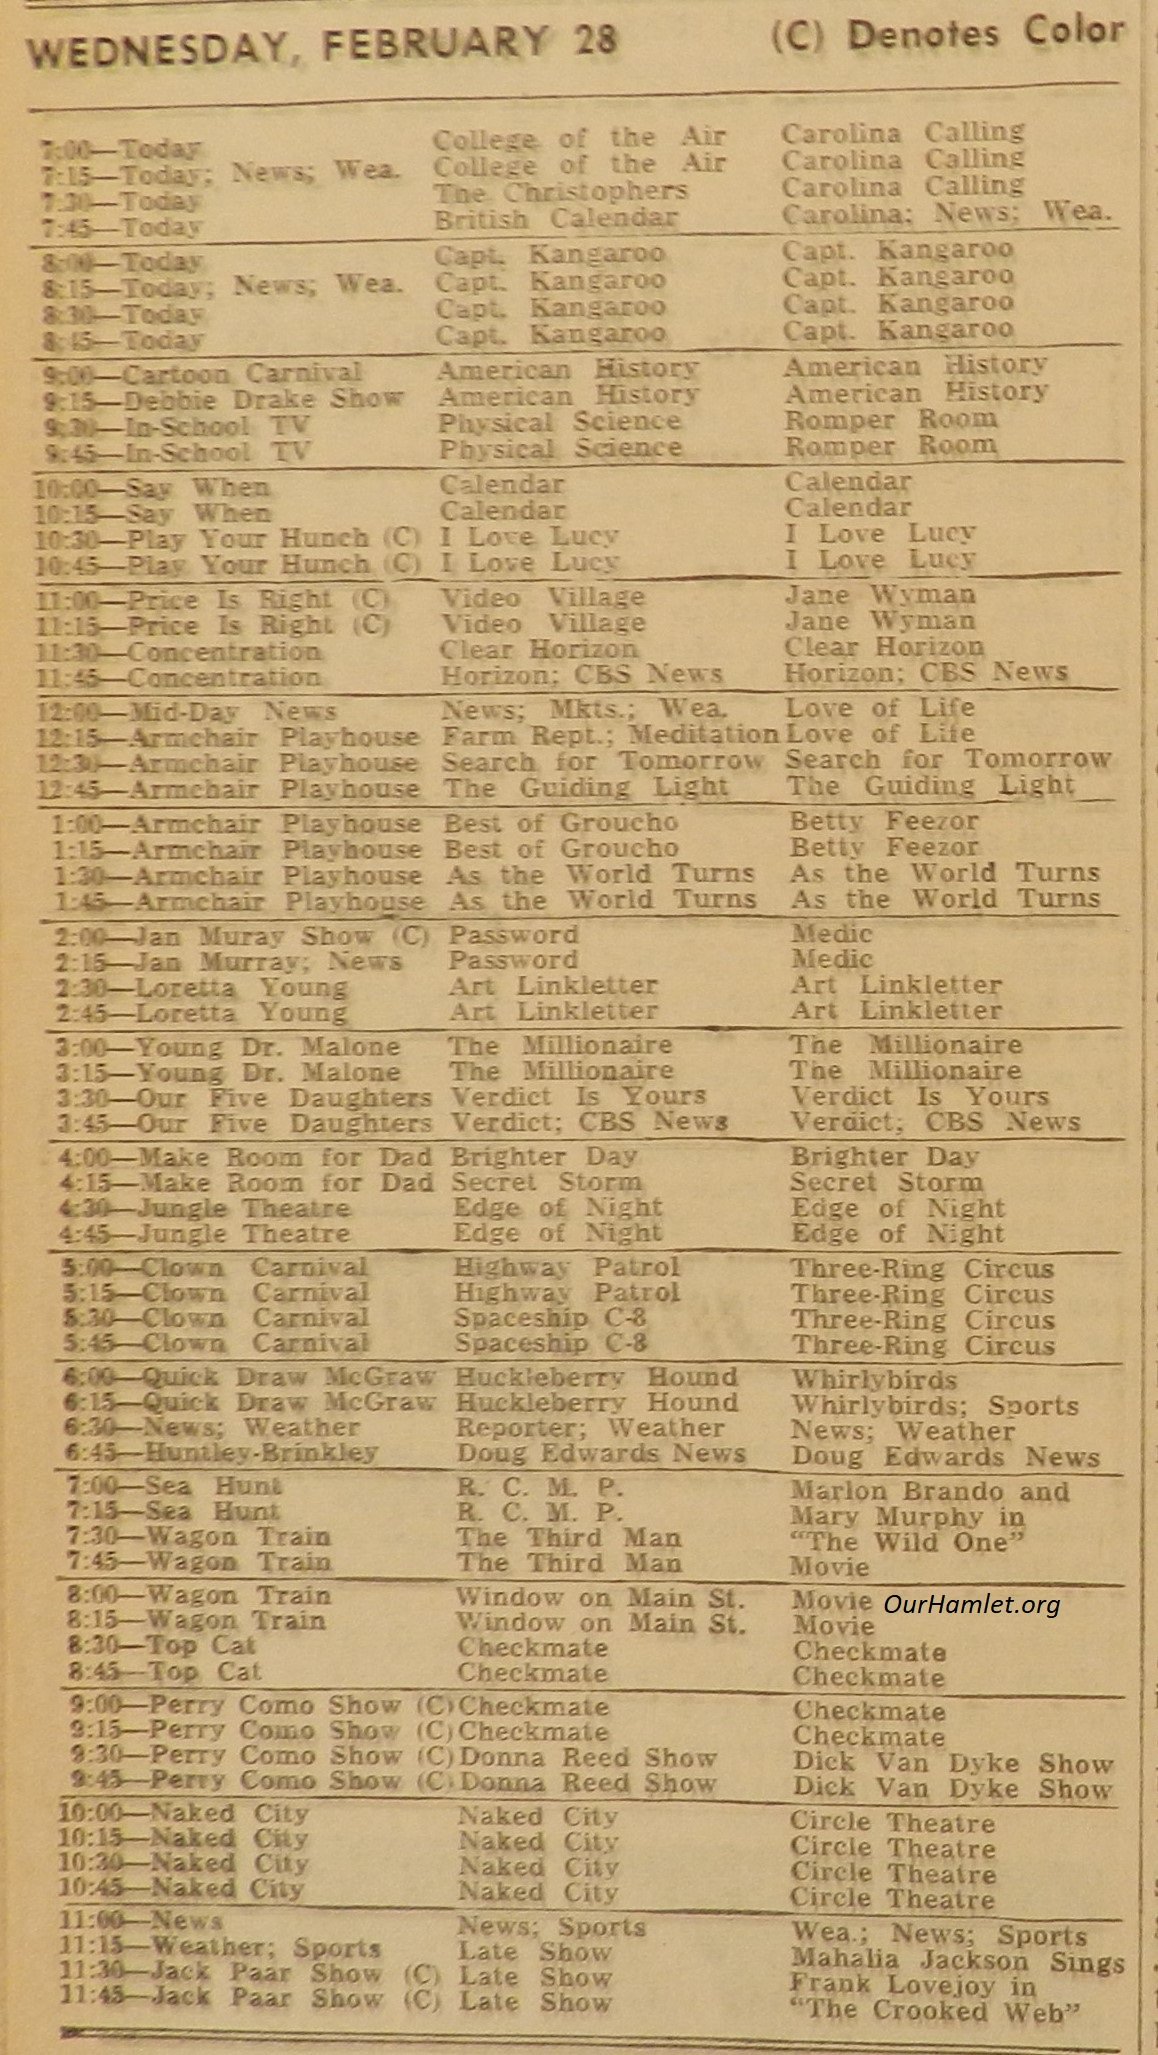 WEDNESDAY, FEBRUARY 28 (C) Denotes Color
7:00—Today College of the Air Carolina Calling
7:15—Today; News; Wea. College of the Air Carolina Calling
7:30—Today The Christophers Carolina Calling
7:45—Today British Calendar Carolina; News; Wea.
8:00—Today Capt. Kangaroo Capt. Kangaroo
8:15—Today; News; Wea. Capt. Kangaroo Capt. Kangaroo
8:30—Today Capt. Kangaroo Capt. Kangaroo
8:45—Today Capt. Kangaroo Capt. Kangaroo
9:00—Cartoon Carnival American History American History
9:15—Debbie Drake Show American History American History
9:30—In-School TV Physical Science Romper Room
9:45—In-School TV Physical Science Romper Room
10:00—Say When Calendar Calendar
10:15—Say When Calendar Calendar
10:30—Play Your Hunch (C) I Love Lucy I Love Lucy
10:45—Play Your Hunch (C) I Love Lucy I Love Lucy
11:00—Price Is Right (C) Video Village Jane Wyman
11:15—Price Is Right (C) Video Village Jane Wyman
11:30—Concentration Clear Horizon Clear Horizon
11:45—Concentration Horizon; CBS News Horizon; CBS News
12:00—Mid-Day News News; Mkts.; Wea. Love of Life
12:15—Armchair Playhouse Farm Rept.; Meditation Love of Life
12:30—Armchair Playhouse Search for Tomorrow Search for Tomorrow
12:45—Armchair Playhouse The Guiding Light The Guiding Light
1:00—Armchair Playhouse Best of Groucho Betty Feezor
1:15—Armchair Playhouse Best of Groucho Betty Feezor
1:30—Armchair Playhouse As the World Turns As the World Turns
1:45—Armchair Playhouse As the World Turns As the World Turns
2:00—Jan Muray Show (C) Password Medic
2:15—Jan Murray; News Password Medic
2:30—Loretta Young Art Linkletter Art Linkletter
2:45—Loretta Young Art Linkletter Art Linkletter
3:00—Young Dr. Malone The Millionaire The Millionaire
3:15—Young Dr. Malone The Millionaire The Millionaire
3:30—Our Five Daughters Verdict Is Yours Verdict Is Yours
3:45—Our Five Daughters Verdict; CBS News Verdict; CBS News
4:00—Make Room for Dad Brighter Day Brighter Day
4:15—Make Room for Dad Secret Storm Secret Storm
4:30—Jungle Theatre Edge of Night Edge of Night
4:45—Jungle Theatre Edge of Night Edge of Night
5:00—Clown Carnival Highway Patrol Three-Ring Circus
5:15—Clown Carnival Highway Patrol Three-Ring Circus
5:30—Clown Carnival Spaceship C-8 Three-Ring Circus
5:45—Clown Carnival Spaceship C-8 Three-Ring Circus
6:00—Quick Draw McGraw Huckleberry Hound Whirlybirds
6:15—Quick Draw McGraw Huckleberry Hound Whirlybirds; Sports
6:30—News; Weather Reporter; Weather News; Weather
6:45—Huntley-Brinkley Doug Edwards News Doug Edwards News
7:00—Sea Hunt R. C. M. P. Marlon Brando and
7:15—Sea Hunt R. C. M. P. Mary Murphy in
7:30—Wagon Train The Third Man "The Wild One"
7:45—Wagon Train The Third Man Movie
8:00—Wagon Train Window on Main St. Movie OurHamlet.org
8:15—Wagon Train Window on Main St. Movie
8:30—Top Cat Checkmate Checkmate
8:45—Top Cat Checkmate Checkmate
9:00—Perry Como Show (C) Checkmate Checkmate
9:15—Perry Como Show (C) Checkmate Checkmate
9:30—Perry Como Show (C) Donna Reed Show Dick Van Dyke Show
9:45—Perry Como Show (C) Donna Reed Show Dick Van Dyke Show
10:00—Naked City Naked City Circle Theatre
10:15—Naked City Naked City Circle Theatre
10:30—Naked City Naked City Circle Theatre
10:45—Naked City Naked City Circle Theatre
11:00—News News; Sports Wea.; News; Sports
11:15—Weather; Sports Late Show Mahalia Jackson Sings
11:30—Jack Paar Show (C) Late Show Frank Lovejoy in
11:45—Jack Paar Show (C) Late Show "The Crooked Web"